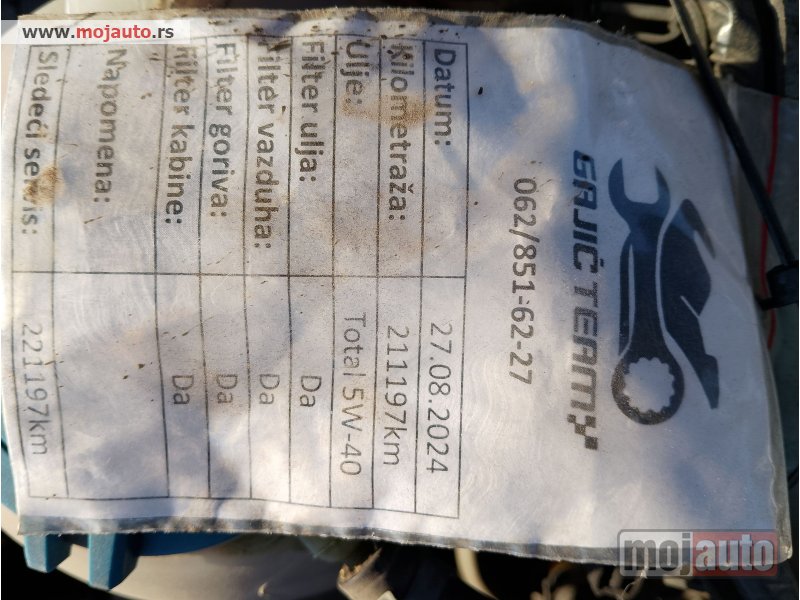 www.mojauto.rs
GAJIĆ TEAM
062/851-62-27
Datum: 27.08.2024
Kilometraža: 211197km
Ulje: Total 5W-40
Filter ulja: Da
Filter vazduha: Da
Filter goriva: Da
Filter kabine: Da
Napomena:
Sledeći servis: 221197km
mojauto